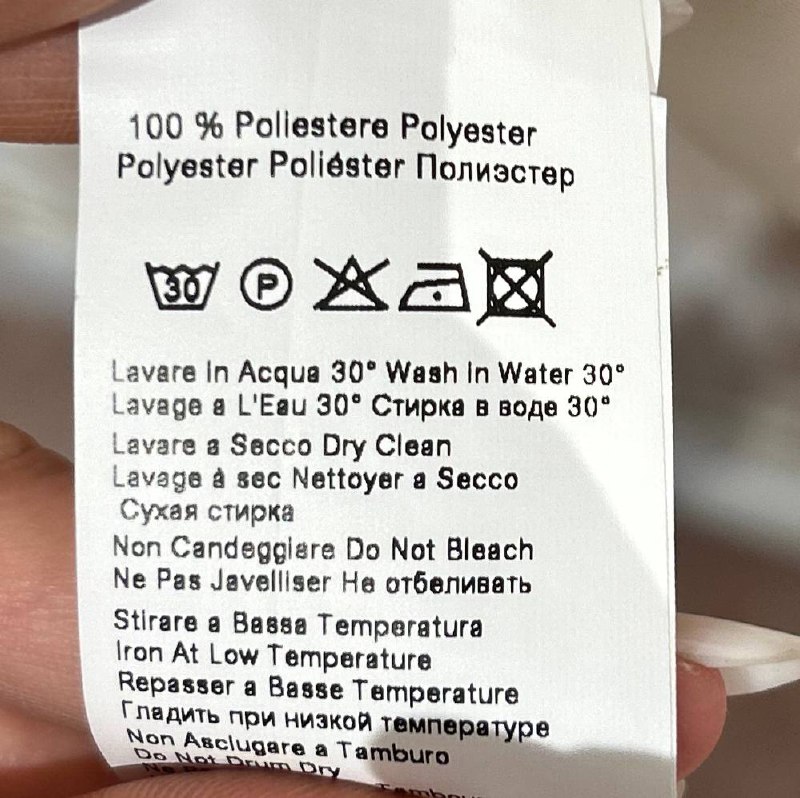 100 % Poliestere Polyester
Polyester Poliéster Полиэстер
30 P
Lavare in Acqua 30° Wash in Water 30°
Lavage a L'Eau 30° Стирка в воде 30°
Lavare a Secco Dry Clean
Lavage à sec Nettoyer a Secco
Сухая стирка
Non Candeggiare Do Not Bleach
Ne Pas Javelliser Не отбеливать
Stirare a Bassa Temperatura
Iron At Low Temperature
Repasser a Basse Temperature
Гладить при низкой температуре
Non Asciugare a Tamburo
Do Not Drum Dry
Ne